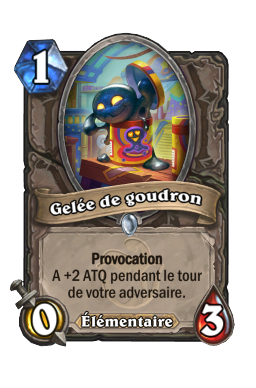 1
Gelée de goudron
Provocation
A +2 ATQ pendant le tour
de votre adversaire.
0
Élémentaire
3